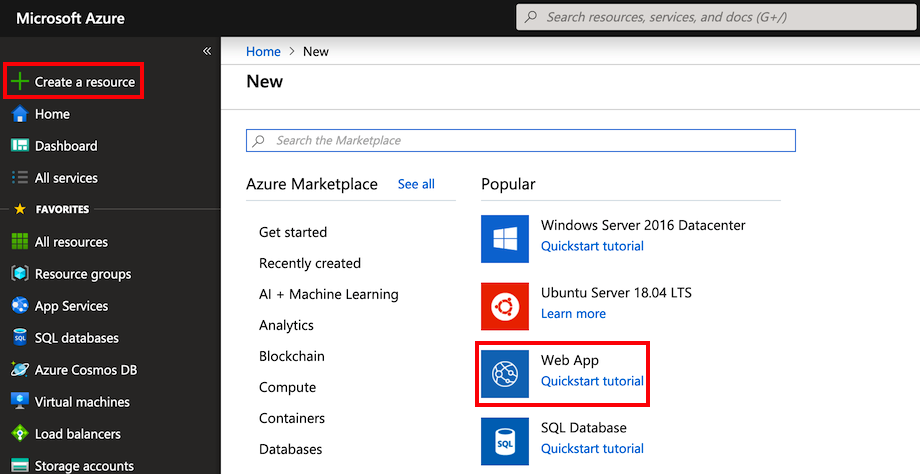 Microsoft Azure
Search resources, services, and docs (G+/)
«
Create a resource
Home
Dashboard
All services
FAVORITES
All resources
Resource groups
App Services
SQL databases
Azure Cosmos DB
Virtual machines
Load balancers
Storage accounts
Home > New
New
Search the Marketplace
Azure Marketplace See all
Get started
Recently created
AI + Machine Learning
Analytics
Blockchain
Compute
Containers
Databases
Popular
Windows Server 2016 Datacenter
Quickstart tutorial
Ubuntu Server 18.04 LTS
Learn more
Web App
Quickstart tutorial
SQL
SQL Database
Quickstart tutorial